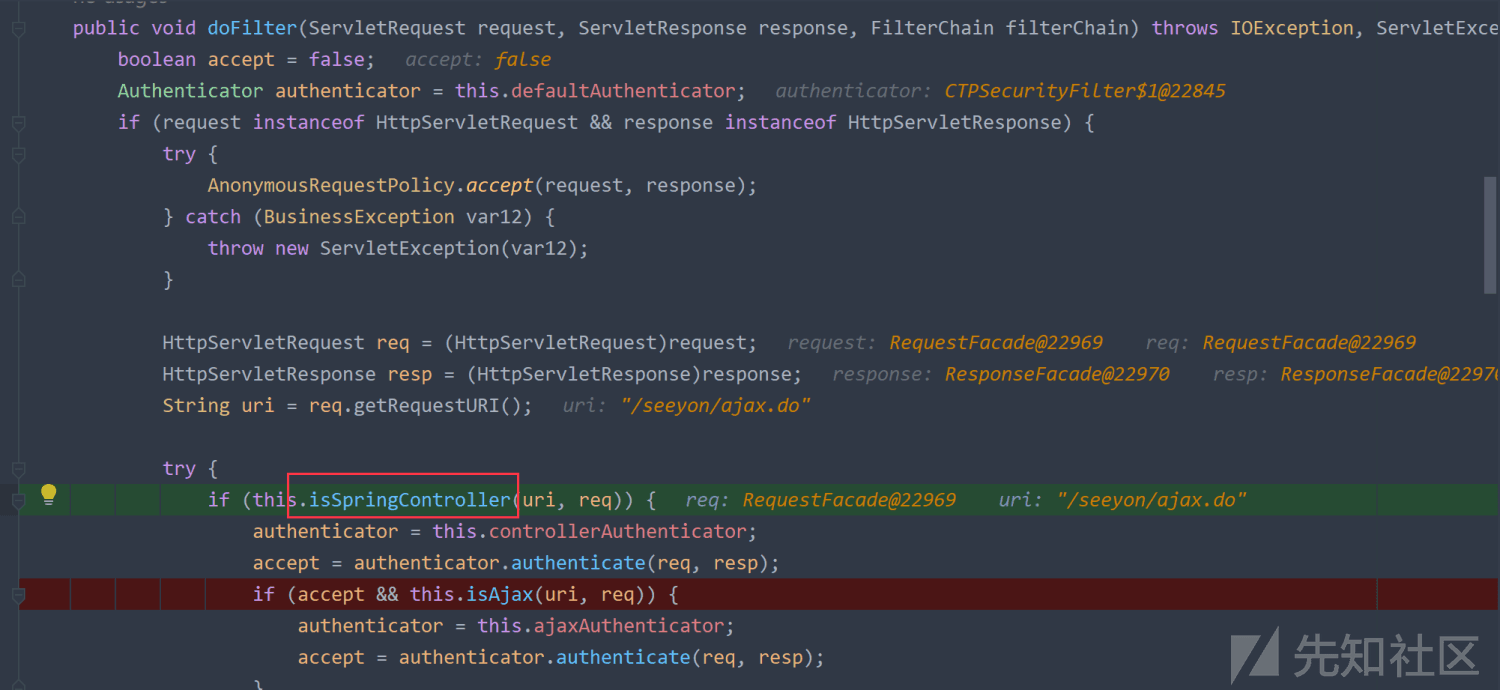 public void doFilter(ServletRequest request, ServletResponse response, FilterChain filterChain) throws IOException, ServletExce
boolean accept = false;   accept: false
Authenticator authenticator = this.defaultAuthenticator;   authenticator: CTPSecurityFilter$1@22845
if (request instanceof HttpServletRequest && response instanceof HttpServletResponse) {
try {
AnonymousRequestPolicy.accept(request, response);
} catch (BusinessException var12) {
throw new ServletException(var12);
}
HttpServletRequest req = (HttpServletRequest)request;   request: RequestFacade@22969   req: RequestFacade@22969
HttpServletResponse resp = (HttpServletResponse)response;   response: ResponseFacade@22970   resp: ResponseFacade@22970
String uri = req.getRequestURI();   uri: "/seeyon/ajax.do"
try {
if (this.isSpringController(uri, req)) {   req: RequestFacade@22969   uri: "/seeyon/ajax.do"
authenticator = this.controllerAuthenticator;
accept = authenticator.authenticate(req, resp);
if (accept && this.isAjax(uri, req)) {
authenticator = this.ajaxAuthenticator;
accept = authenticator.authenticate(req, resp);
}
先知社区